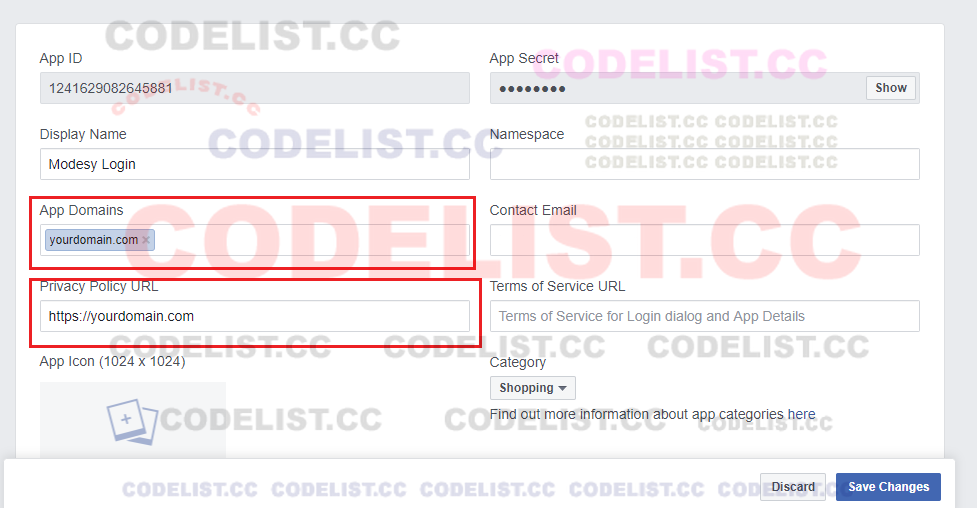 CODELIST.CC
App ID
App Secret
CODELIST.CC
1241629082645881
●●●●●●●●
Show
CODELIST.CC
Display Name
Namespace
CODELIST.CC
CODELIST.CC CODELIST.CC
CODELIST.CC CODELIST.CC
CODELIST.CC CODELIST.CC
Modesy Login
App Domains
Contact Email
CODELIST.CC
yourdomain.com ×
Privacy Policy URL
Terms of Service URL
https://yourdomain.com
Terms of Service for Login dialog and App Details
CODELIST.CC CODELIST.CC CODELIST.CC
App Icon (1024 x 1024)
Category
Shopping
CODELIST.CC CODELIST.CC CODELIST.CC
Find out more information about app categories here
CODELIST.CC CODELIST.CC CODELIST.CC CODELIST.CC CODELIST.CC
Discard
Save Changes